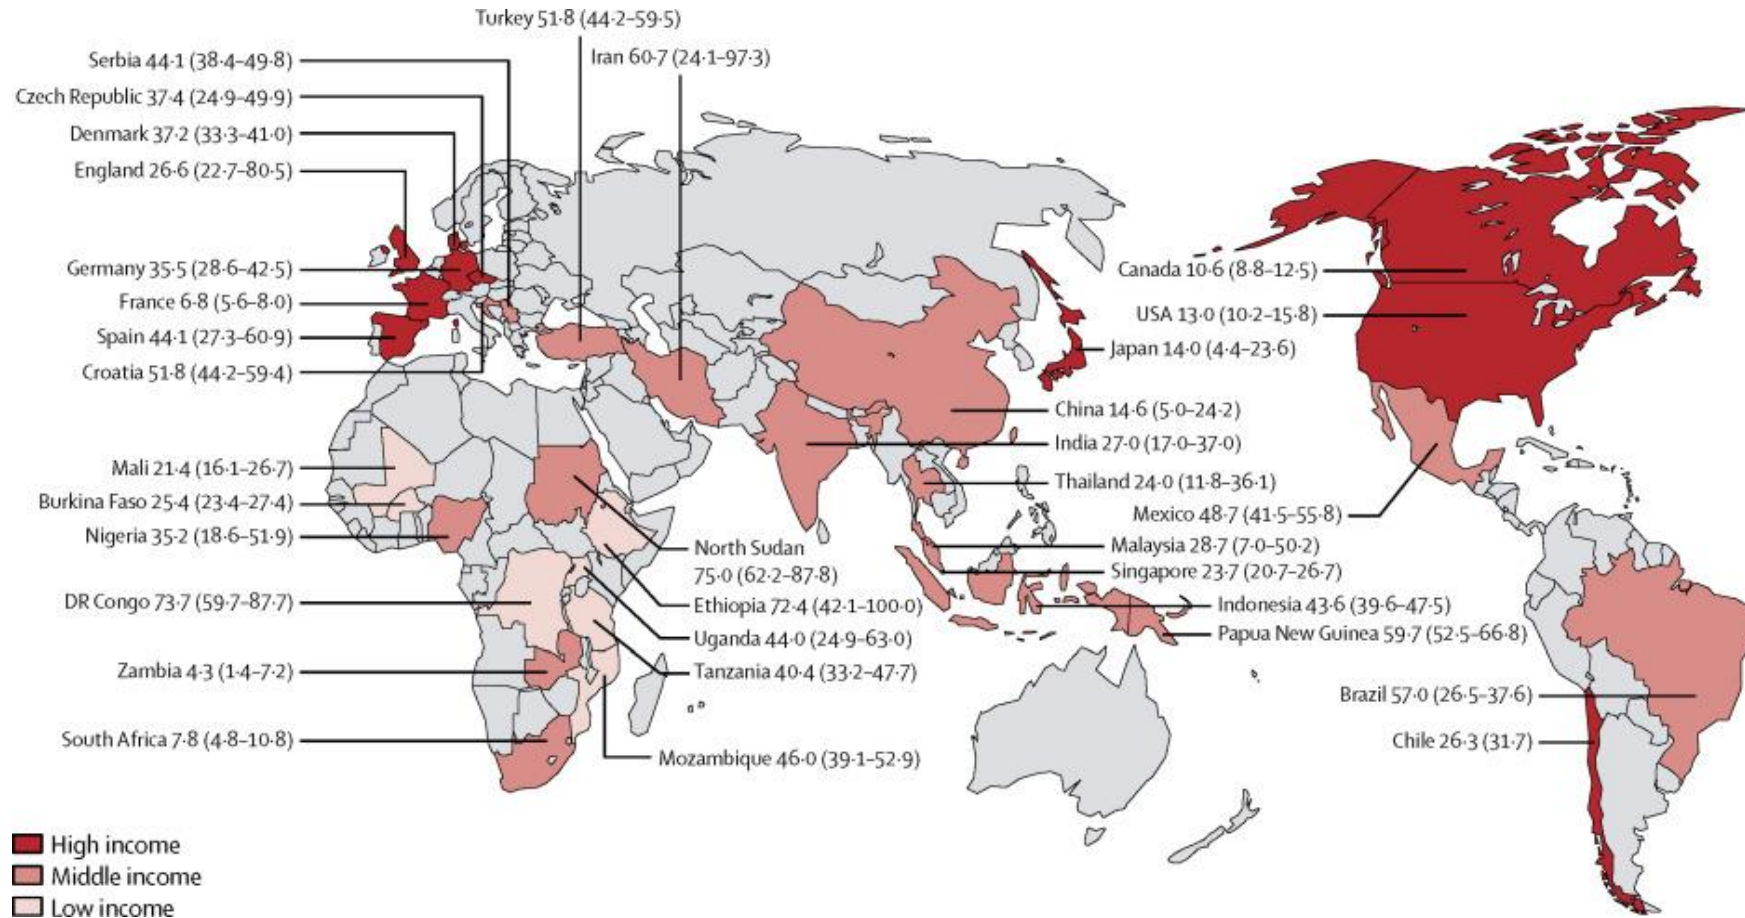 Turkey 51·8 (44·2–59·5)
Iran 60·7 (24·1–97·3)
Serbia 44·1 (38·4–49·8)
Czech Republic 37·4 (24·9–49·9)
Denmark 37·2 (33·3–41·0)
England 26·6 (22·7–80·5)
Germany 35·5 (28·6–42·5)
France 6·8 (5·6–8·0)
Spain 44·1 (27·3–60·9)
Croatia 51·8 (44·2–59·4)
Mali 21·4 (16·1–26·7)
Burkina Faso 25·4 (23·4–27·4)
Nigeria 35·2 (18·6–51·9)
DR Congo 73·7 (59·7–87·7)
Zambia 4·3 (1·4–7·2)
South Africa 7·8 (4·8–10·8)
North Sudan
75·0 (62·2–87·8)
Ethiopia 72·4 (42·1–100·0)
Uganda 44·0 (24·9–63·0)
Tanzania 40·4 (33·2–47·7)
Mozambique 46·0 (39·1–52·9)
Canada 10·6 (8·8–12·5)
USA 13·0 (10·2–15·8)
Japan 14·0 (4·4–23·6)
China 14·6 (5·0–24·2)
India 27·0 (17·0–37·0)
Thailand 24·0 (11·8–36·1)
Mexico 48·7 (41·5–55·8)
Malaysia 28·7 (7·0–50·2)
Singapore 23·7 (20·7–26·7)
Indonesia 43·6 (39·6–47·5)
Papua New Guinea 59·7 (52·5–66·8)
Brazil 57·0 (26·5–37·6)
Chile 26·3 (31·7)
High income
Middle income
Low income